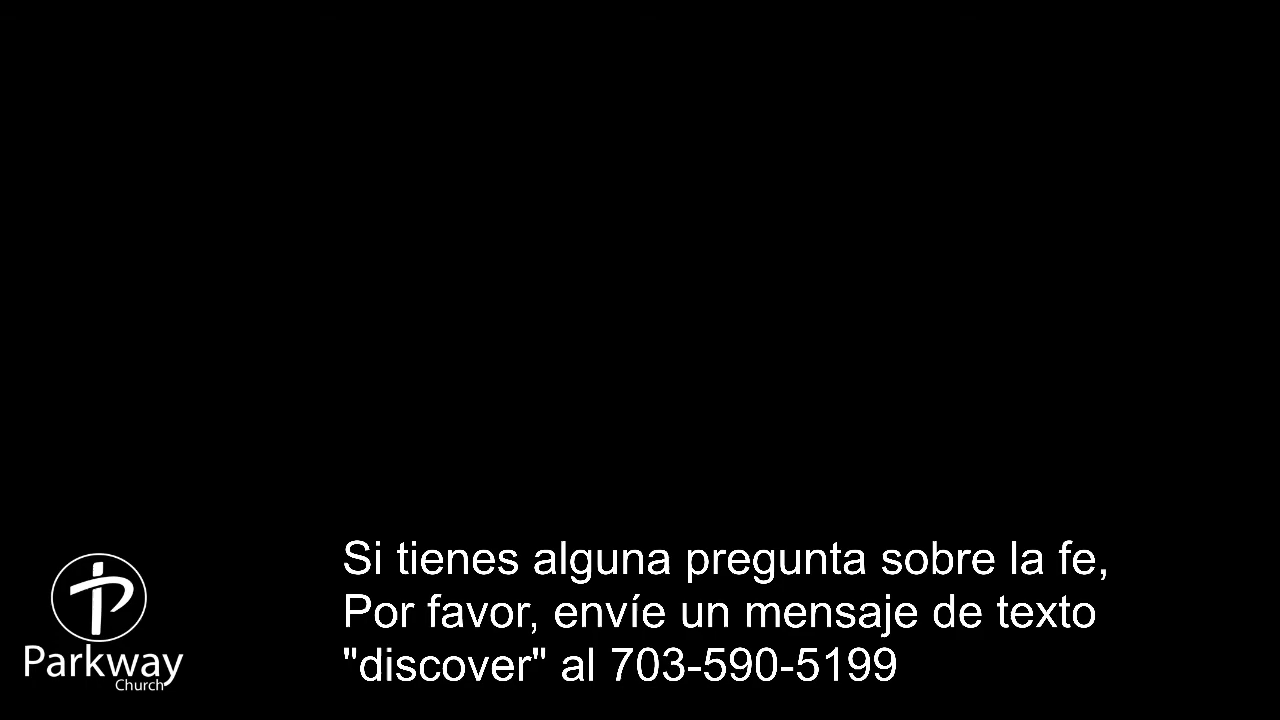 Si tienes alguna pregunta sobre la fe,
Por favor, envíe un mensaje de texto
"discover" al 703-590-5199
Parkway
Church